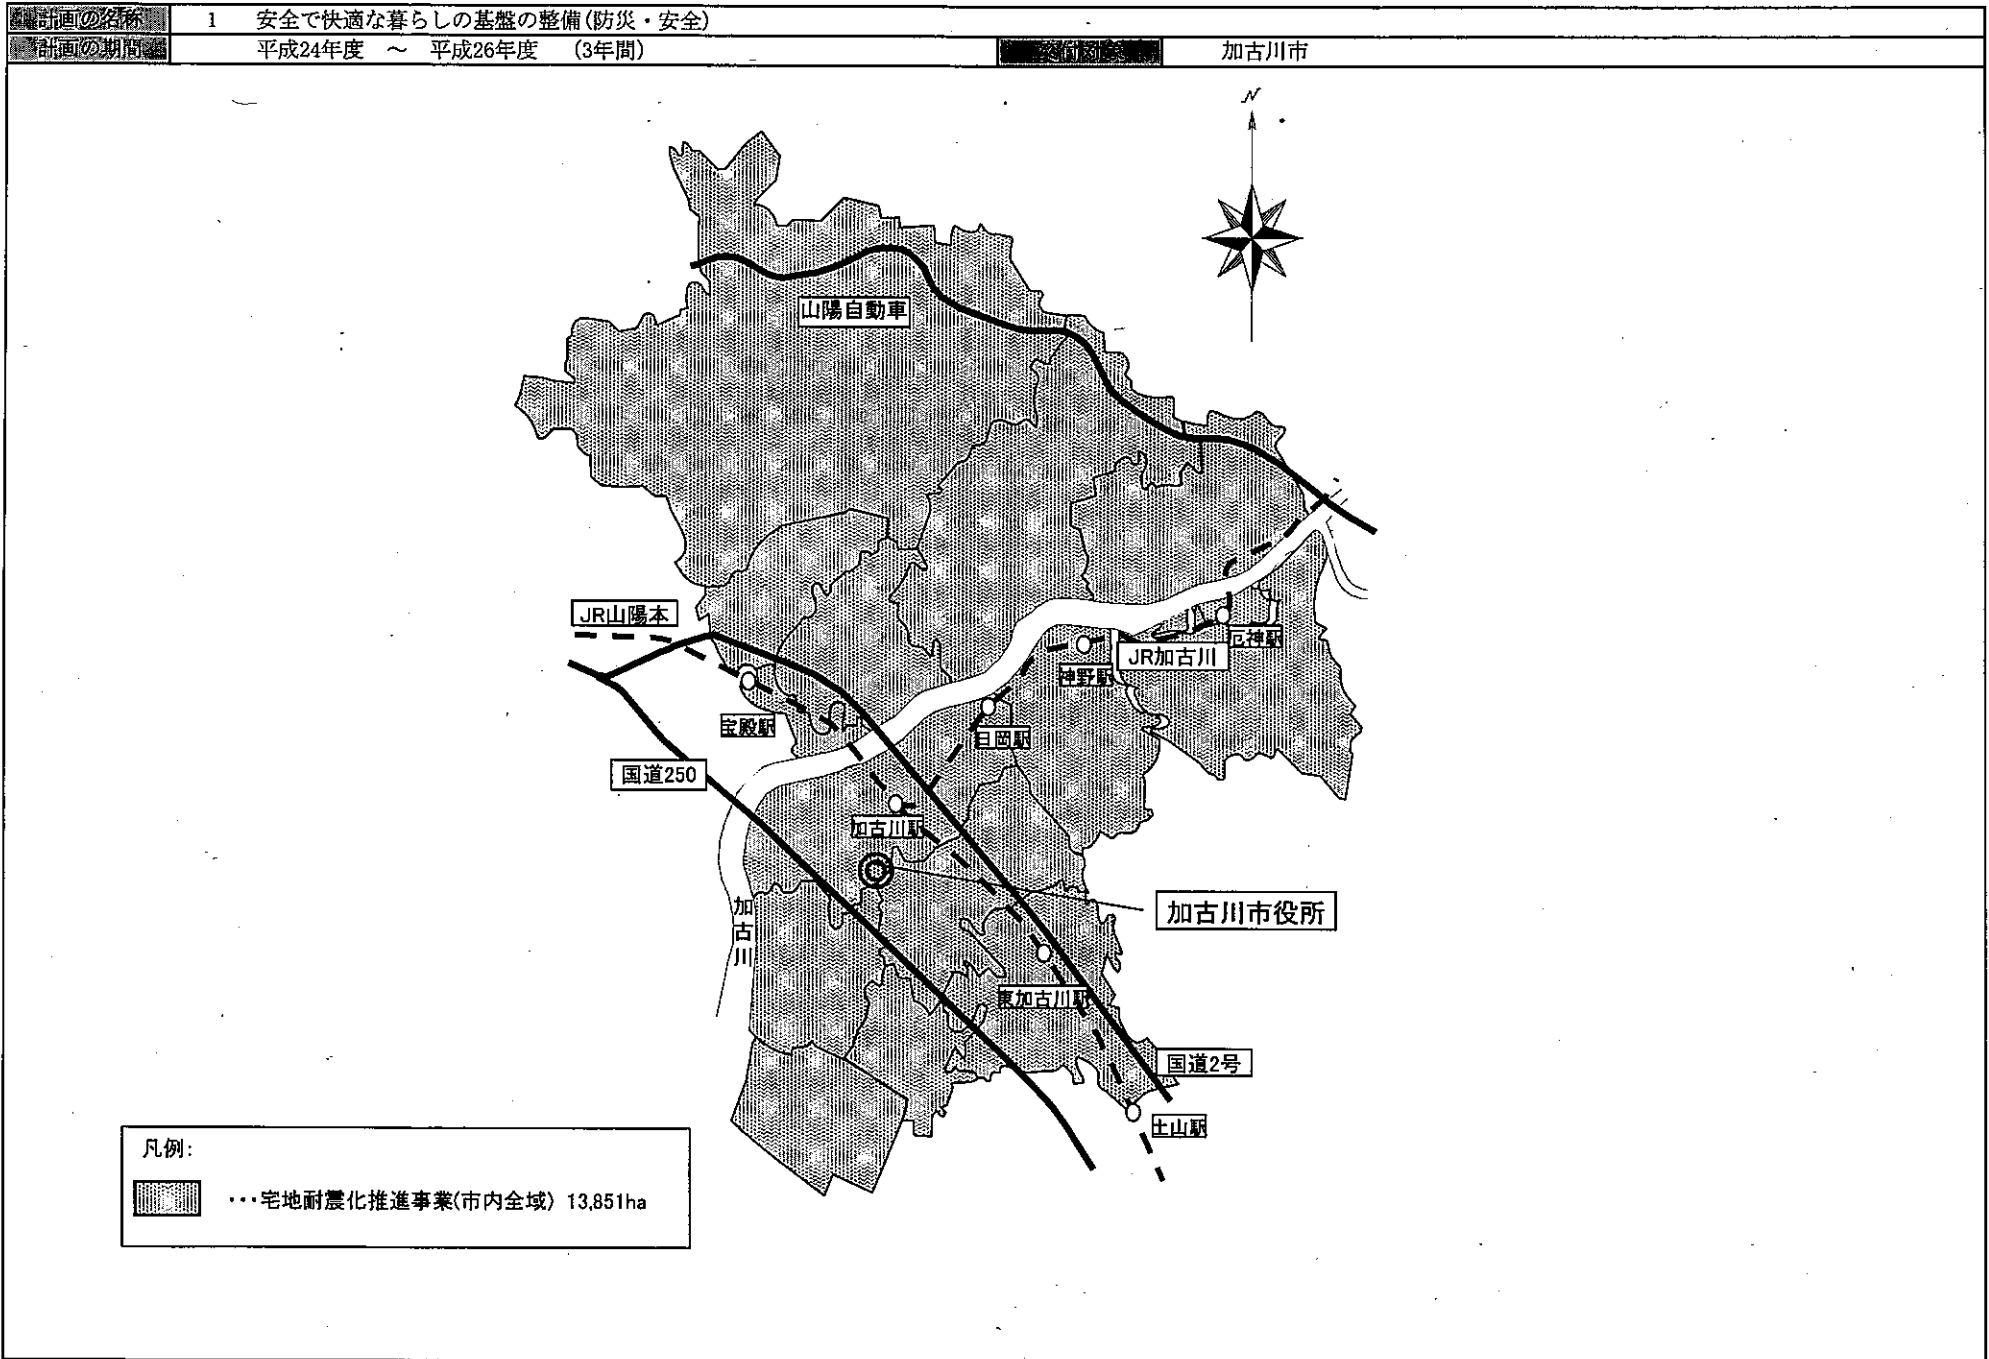 計画の名称 1 安全で快適な暮らしの基盤の整備(防災・安全)
計画の期間 平成24年度 ～ 平成26年度 (3年間) 加古川市
N
山陽自動車
JR山陽本
厄神駅
JR加古川
神野駅
宝殿駅
日岡駅
国道250
加古川駅
加古川市役所
加古川
東加古川駅
国道2号
土山駅
凡例:
･･･宅地耐震化推進事業(市内全域) 13,851ha